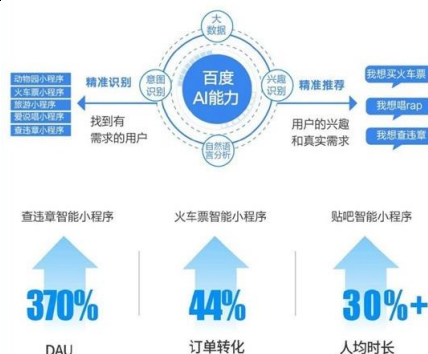 大
数据
动物园小程序
火车票小程序
旅游小程序
爱说唱小程序
查违章小程序
精准识别
意图
识别
百度
AI能力
兴趣
识别
精准推荐
我想买火车票
我想唱rap
我想查违章
找到有
需求的用户
用户的兴趣
和真实需求
自然语
言分析
查违章智能小程序
火车票智能小程序
贴吧智能小程序
370%
44%
30%+
DAU
订单转化
人均时长